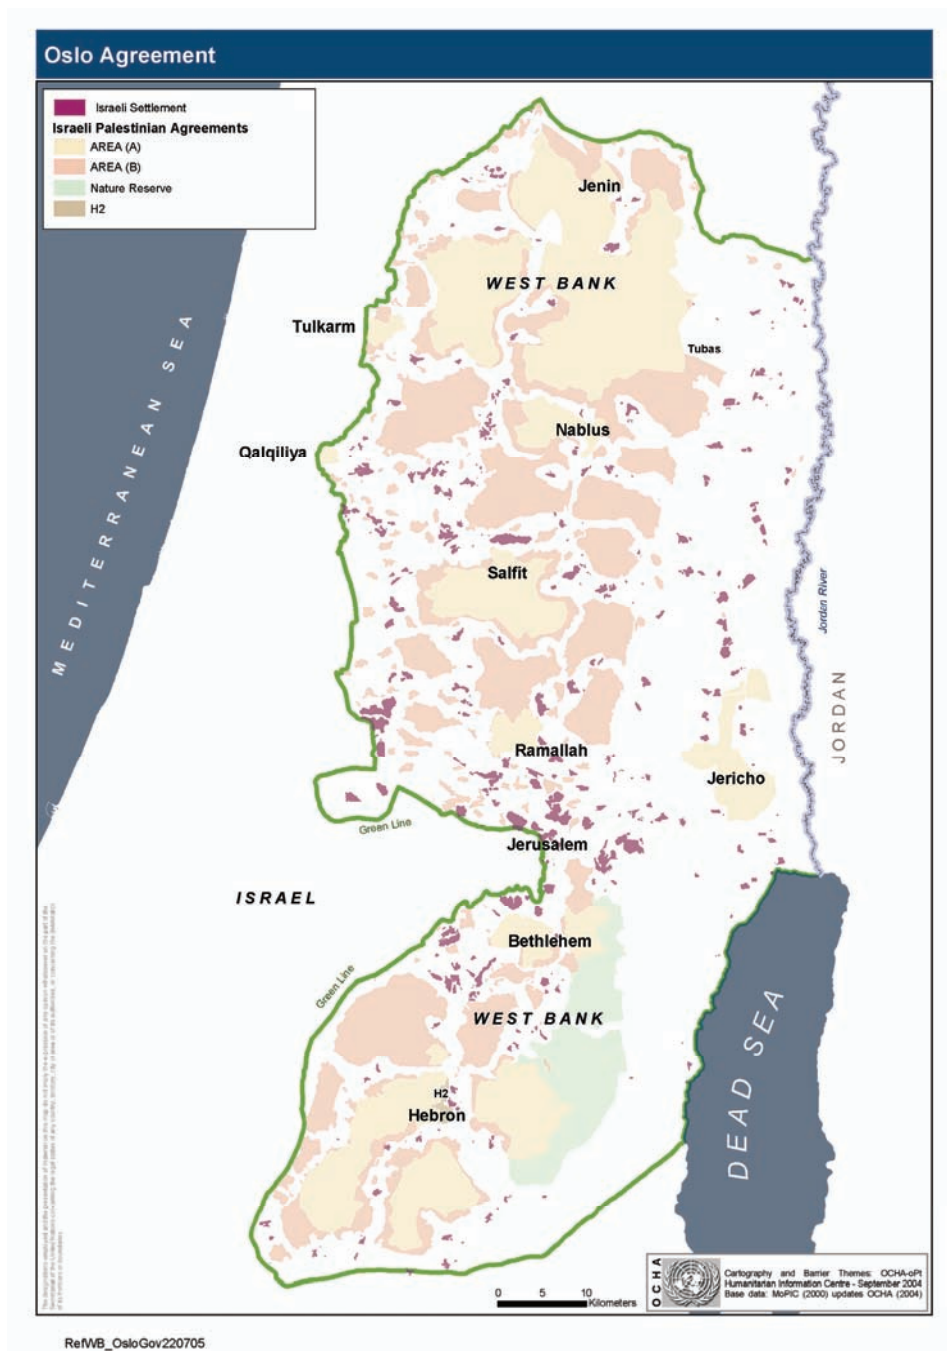 Oslo Agreement
Israeli Settlement
Israeli Palestinian Agreements
AREA (A)
AREA (B)
Nature Reserve
H2
Jenin
WEST BANK
Tulkarm
Tubas
MEDITERRANEAN SEA
Nablus
Qalqiliya
Salfit
Jordan River
JORDAN
Ramallah
Jericho
Green Line
Jerusalem
ISRAEL
Bethlehem
Green Line
WEST BANK
DEAD SEA
H2
Hebron
OCHA
Cartography and Barrier Themes: OCHA-oPt
Humanitarian Information Centre - September 2004
Base data: MoPIC (2000) updates OCHA (2004)
0 5 10
Kilometers
RefWB_OsloGov220705